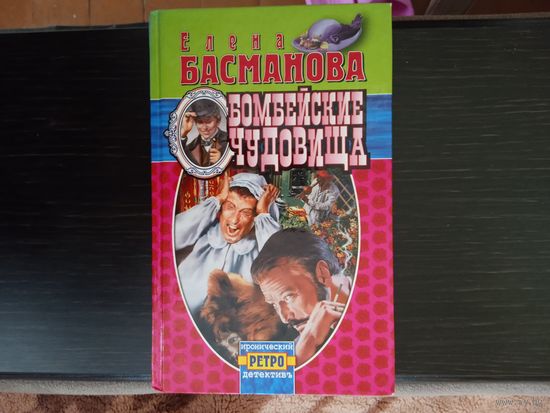 Елена
БАСМАНОВА
БОМБЕЙСКИЕ
ЧУДОВИЩА
иронический
РЕТРО
детективъ